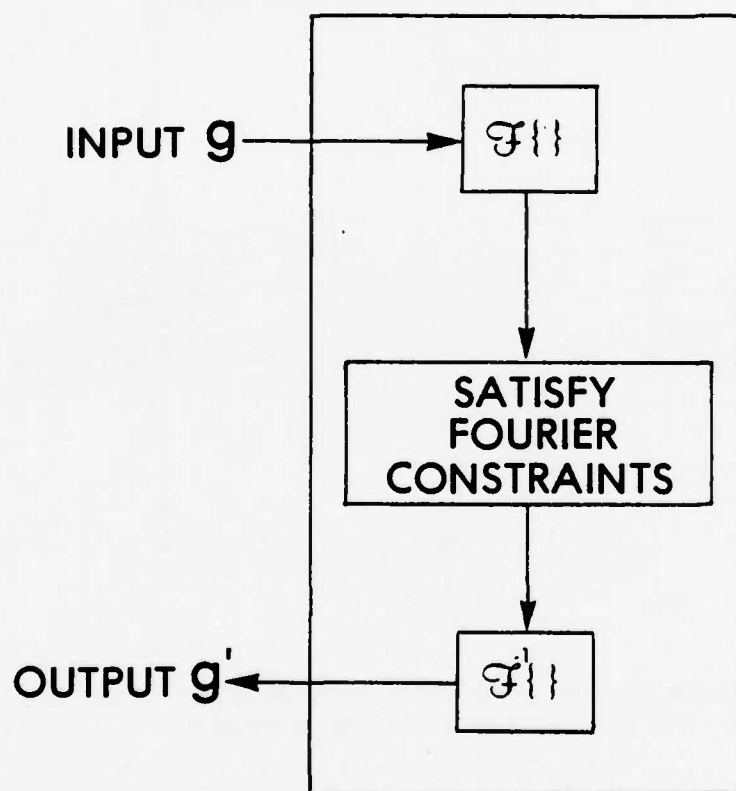 INPUT g
ℱ{ }
SATISFY
FOURIER
CONSTRAINTS
OUTPUT g'
ℱ⁻¹{ }